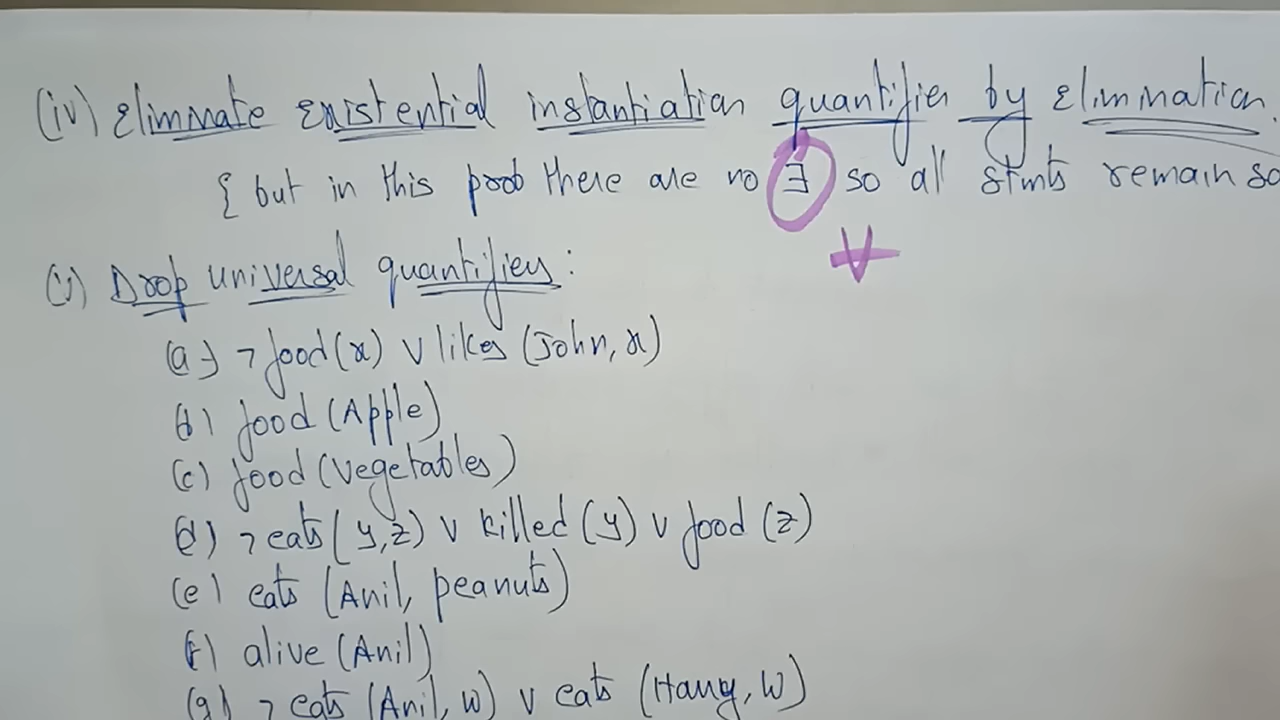 (iv) Eliminate existential instantiation quantifier by Elimination.
{ but in this prob there are no ∃ so all stmts remain
∀
(v) Drop universal quantifiers :
(a) ¬ food (x) ∨ likes (John, x)
(b) food (Apple)
(c) food (Vegetables)
(d) ¬ eats (y, z) ∨ killed (y) ∨ food (z)
(e) eats (Anil, peanuts)
(f) alive (Anil)
(g) ¬ eats (Anil, w) ∨ eats (Harry, w)